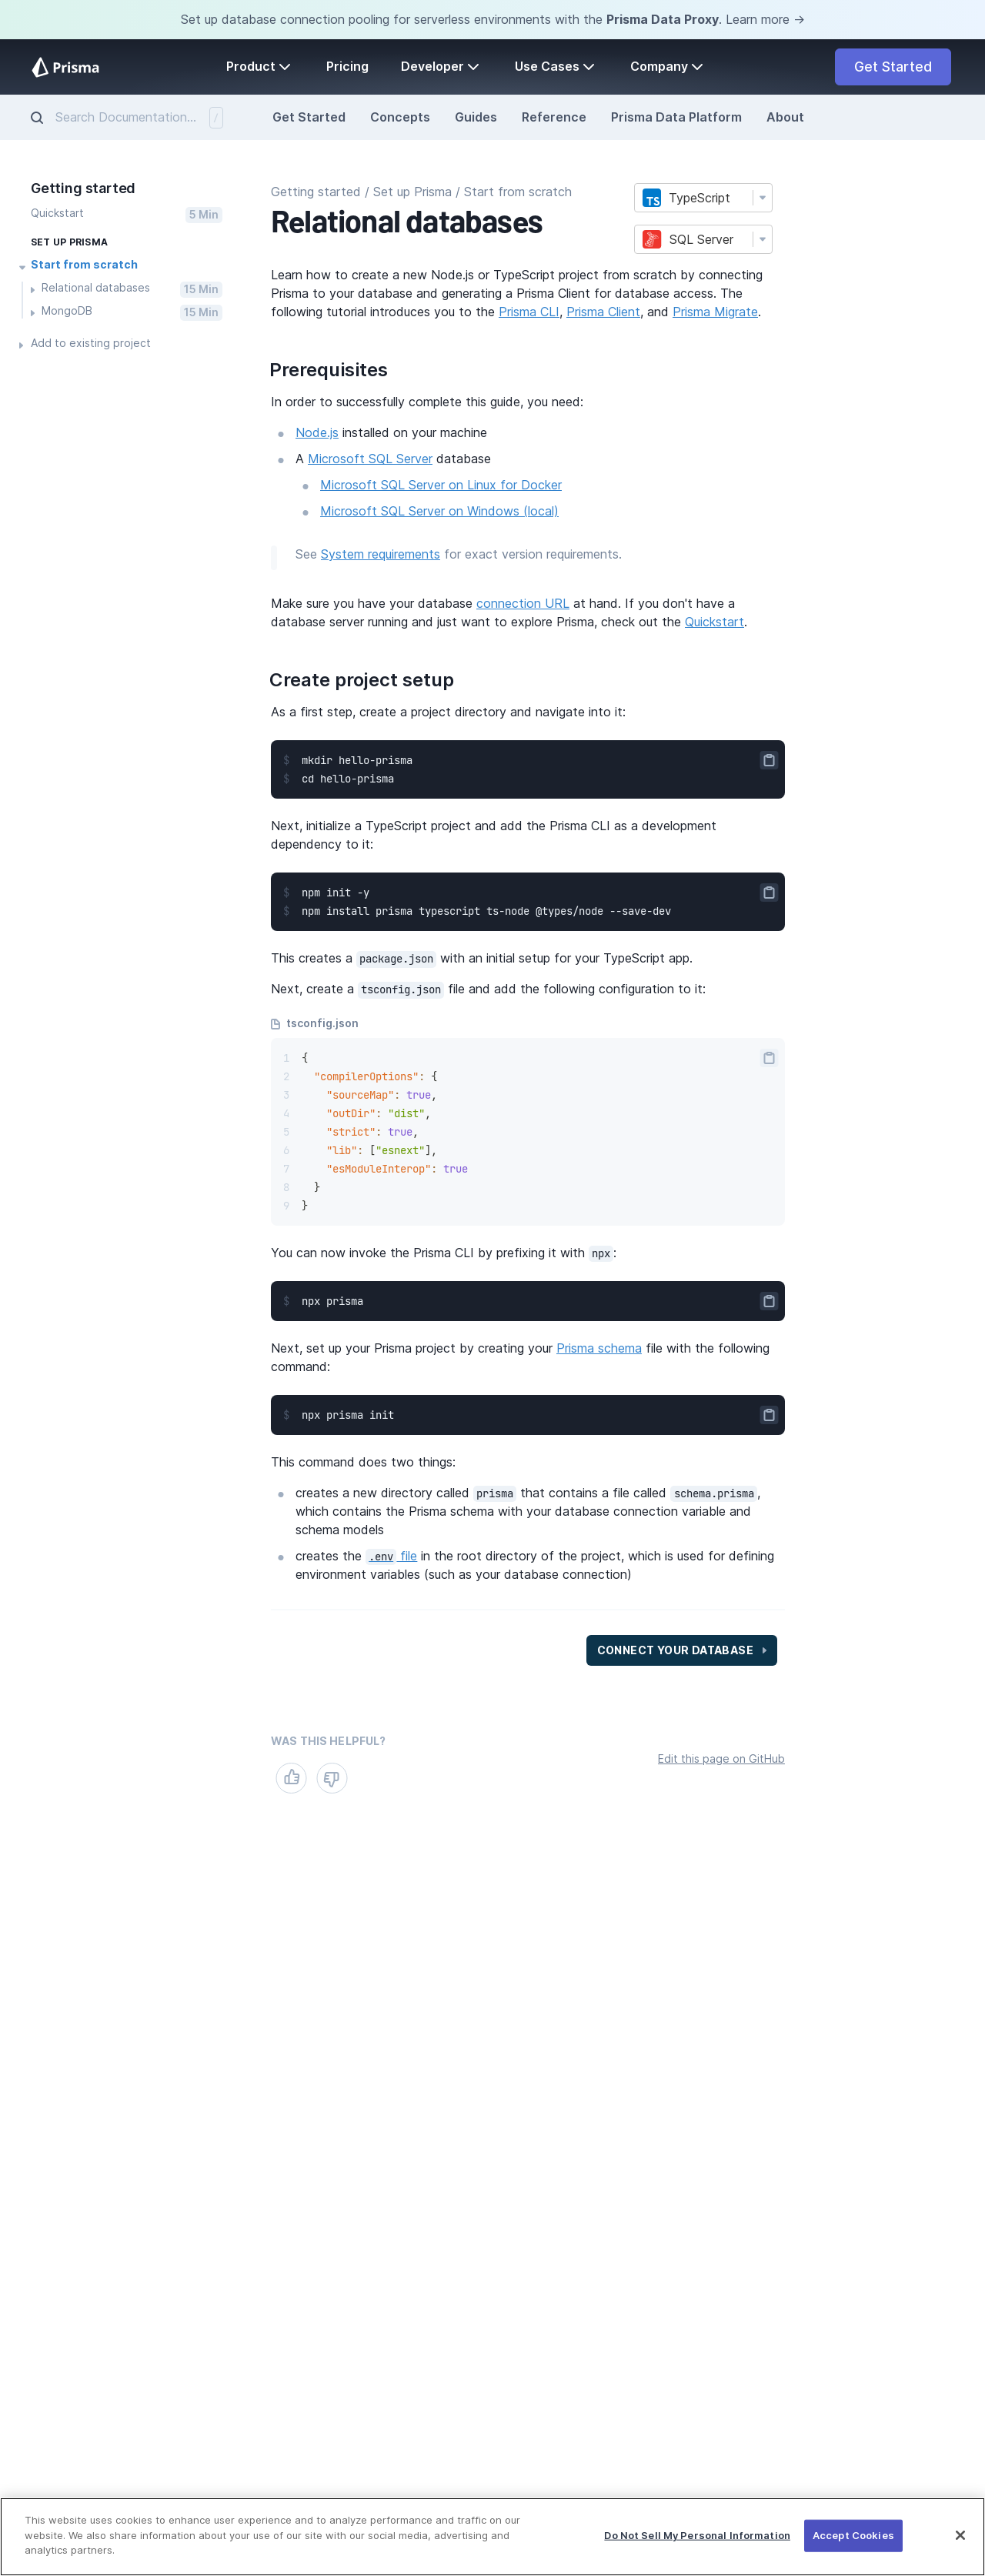 Set up database connection pooling for serverless environments with the Prisma Data Proxy. Learn more →
Prisma
Product
Pricing
Developer
Use Cases
Company
Get Started
Search Documentation...
/
Get Started
Concepts
Guides
Reference
Prisma Data Platform
About
Getting started
Quickstart
5 Min
SET UP PRISMA
Start from scratch
Relational databases
15 Min
MongoDB
15 Min
Add to existing project
Getting started / Set up Prisma / Start from scratch
Relational databases
TS
TypeScript
SQL Server
Learn how to create a new Node.js or TypeScript project from scratch by connecting
Prisma to your database and generating a Prisma Client for database access. The
following tutorial introduces you to the Prisma CLI, Prisma Client, and Prisma Migrate.
Prerequisites
In order to successfully complete this guide, you need:
Node.js installed on your machine
A Microsoft SQL Server database
Microsoft SQL Server on Linux for Docker
Microsoft SQL Server on Windows (local)
See System requirements for exact version requirements.
Make sure you have your database connection URL at hand. If you don't have a
database server running and just want to explore Prisma, check out the Quickstart.
Create project setup
As a first step, create a project directory and navigate into it:
$ mkdir hello-prisma
$ cd hello-prisma
Next, initialize a TypeScript project and add the Prisma CLI as a development
dependency to it:
$ npm init -y
$ npm install prisma typescript ts-node @types/node --save-dev
This creates a package.json with an initial setup for your TypeScript app.
Next, create a tsconfig.json file and add the following configuration to it:
tsconfig.json
1 {
2 "compilerOptions": {
3 "sourceMap": true,
4 "outDir": "dist",
5 "strict": true,
6 "lib": ["esnext"],
7 "esModuleInterop": true
8 }
9 }
You can now invoke the Prisma CLI by prefixing it with npx:
$ npx prisma
Next, set up your Prisma project by creating your Prisma schema file with the following
command:
$ npx prisma init
This command does two things:
creates a new directory called prisma that contains a file called schema.prisma,
which contains the Prisma schema with your database connection variable and
schema models
creates the .env file in the root directory of the project, which is used for defining
environment variables (such as your database connection)
CONNECT YOUR DATABASE
WAS THIS HELPFUL?
Edit this page on GitHub
This website uses cookies to enhance user experience and to analyze performance and traffic on our
website. We also share information about your use of our site with our social media, advertising and
analytics partners.
Do Not Sell My Personal Information
Accept Cookies